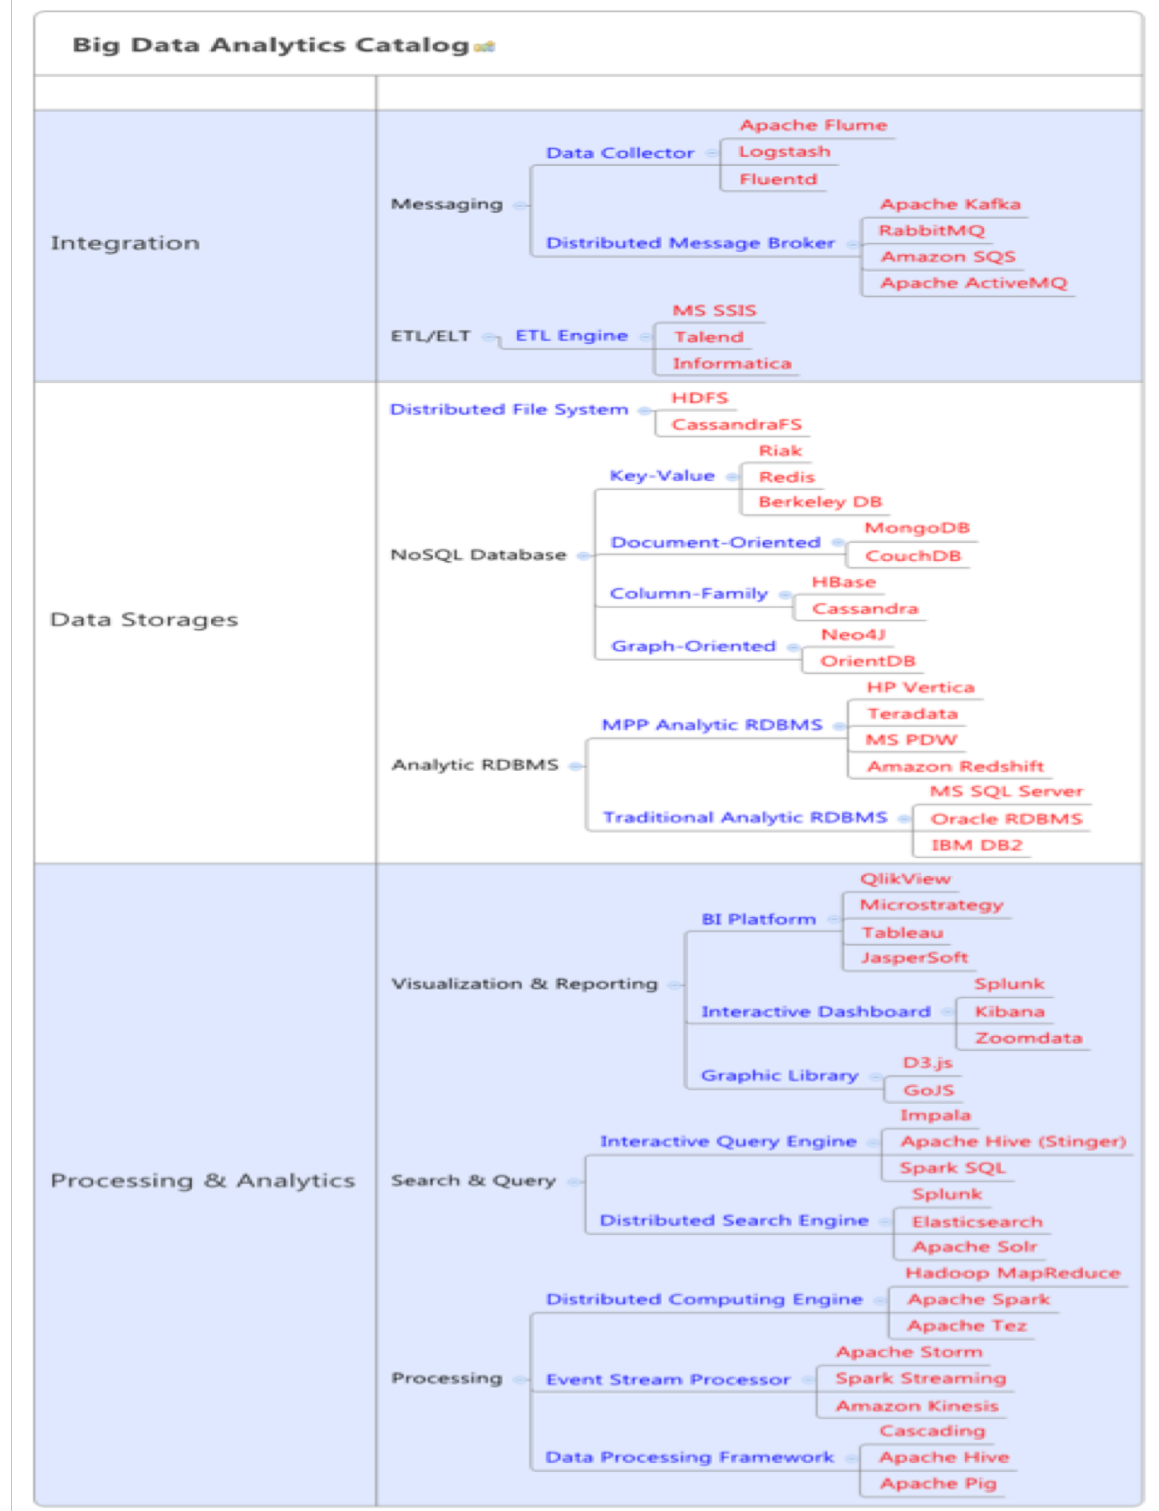 Big Data Analytics Catalog
Integration
Messaging
Data Collector
Apache Flume
Logstash
Fluentd
Distributed Message Broker
Apache Kafka
RabbitMQ
Amazon SQS
Apache ActiveMQ
ETL/ELT
ETL Engine
MS SSIS
Talend
Informatica
Data Storages
Distributed File System
HDFS
CassandraFS
NoSQL Database
Key-Value
Riak
Redis
Berkeley DB
Document-Oriented
MongoDB
CouchDB
Column-Family
HBase
Cassandra
Graph-Oriented
Neo4J
OrientDB
Analytic RDBMS
MPP Analytic RDBMS
HP Vertica
Teradata
MS PDW
Amazon Redshift
Traditional Analytic RDBMS
MS SQL Server
Oracle RDBMS
IBM DB2
Processing & Analytics
Visualization & Reporting
BI Platform
QlikView
Microstrategy
Tableau
JasperSoft
Interactive Dashboard
Splunk
Kibana
Zoomdata
Graphic Library
D3.js
GoJS
Search & Query
Interactive Query Engine
Impala
Apache Hive (Stinger)
Spark SQL
Distributed Search Engine
Splunk
Elasticsearch
Apache Solr
Processing
Distributed Computing Engine
Hadoop MapReduce
Apache Spark
Apache Tez
Event Stream Processor
Apache Storm
Spark Streaming
Amazon Kinesis
Data Processing Framework
Cascading
Apache Hive
Apache Pig